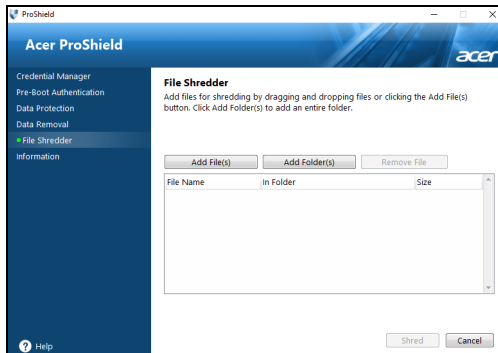 ProShield
Acer ProShield
acer
Credential Manager
Pre-Boot Authentication
Data Protection
Data Removal
File Shredder
Information
Help
File Shredder
Add files for shredding by dragging and dropping files or clicking the Add File(s)
button. Click Add Folder(s) to add an entire folder.
Add File(s) Add Folder(s) Remove File
File Name In Folder Size
Shred Cancel